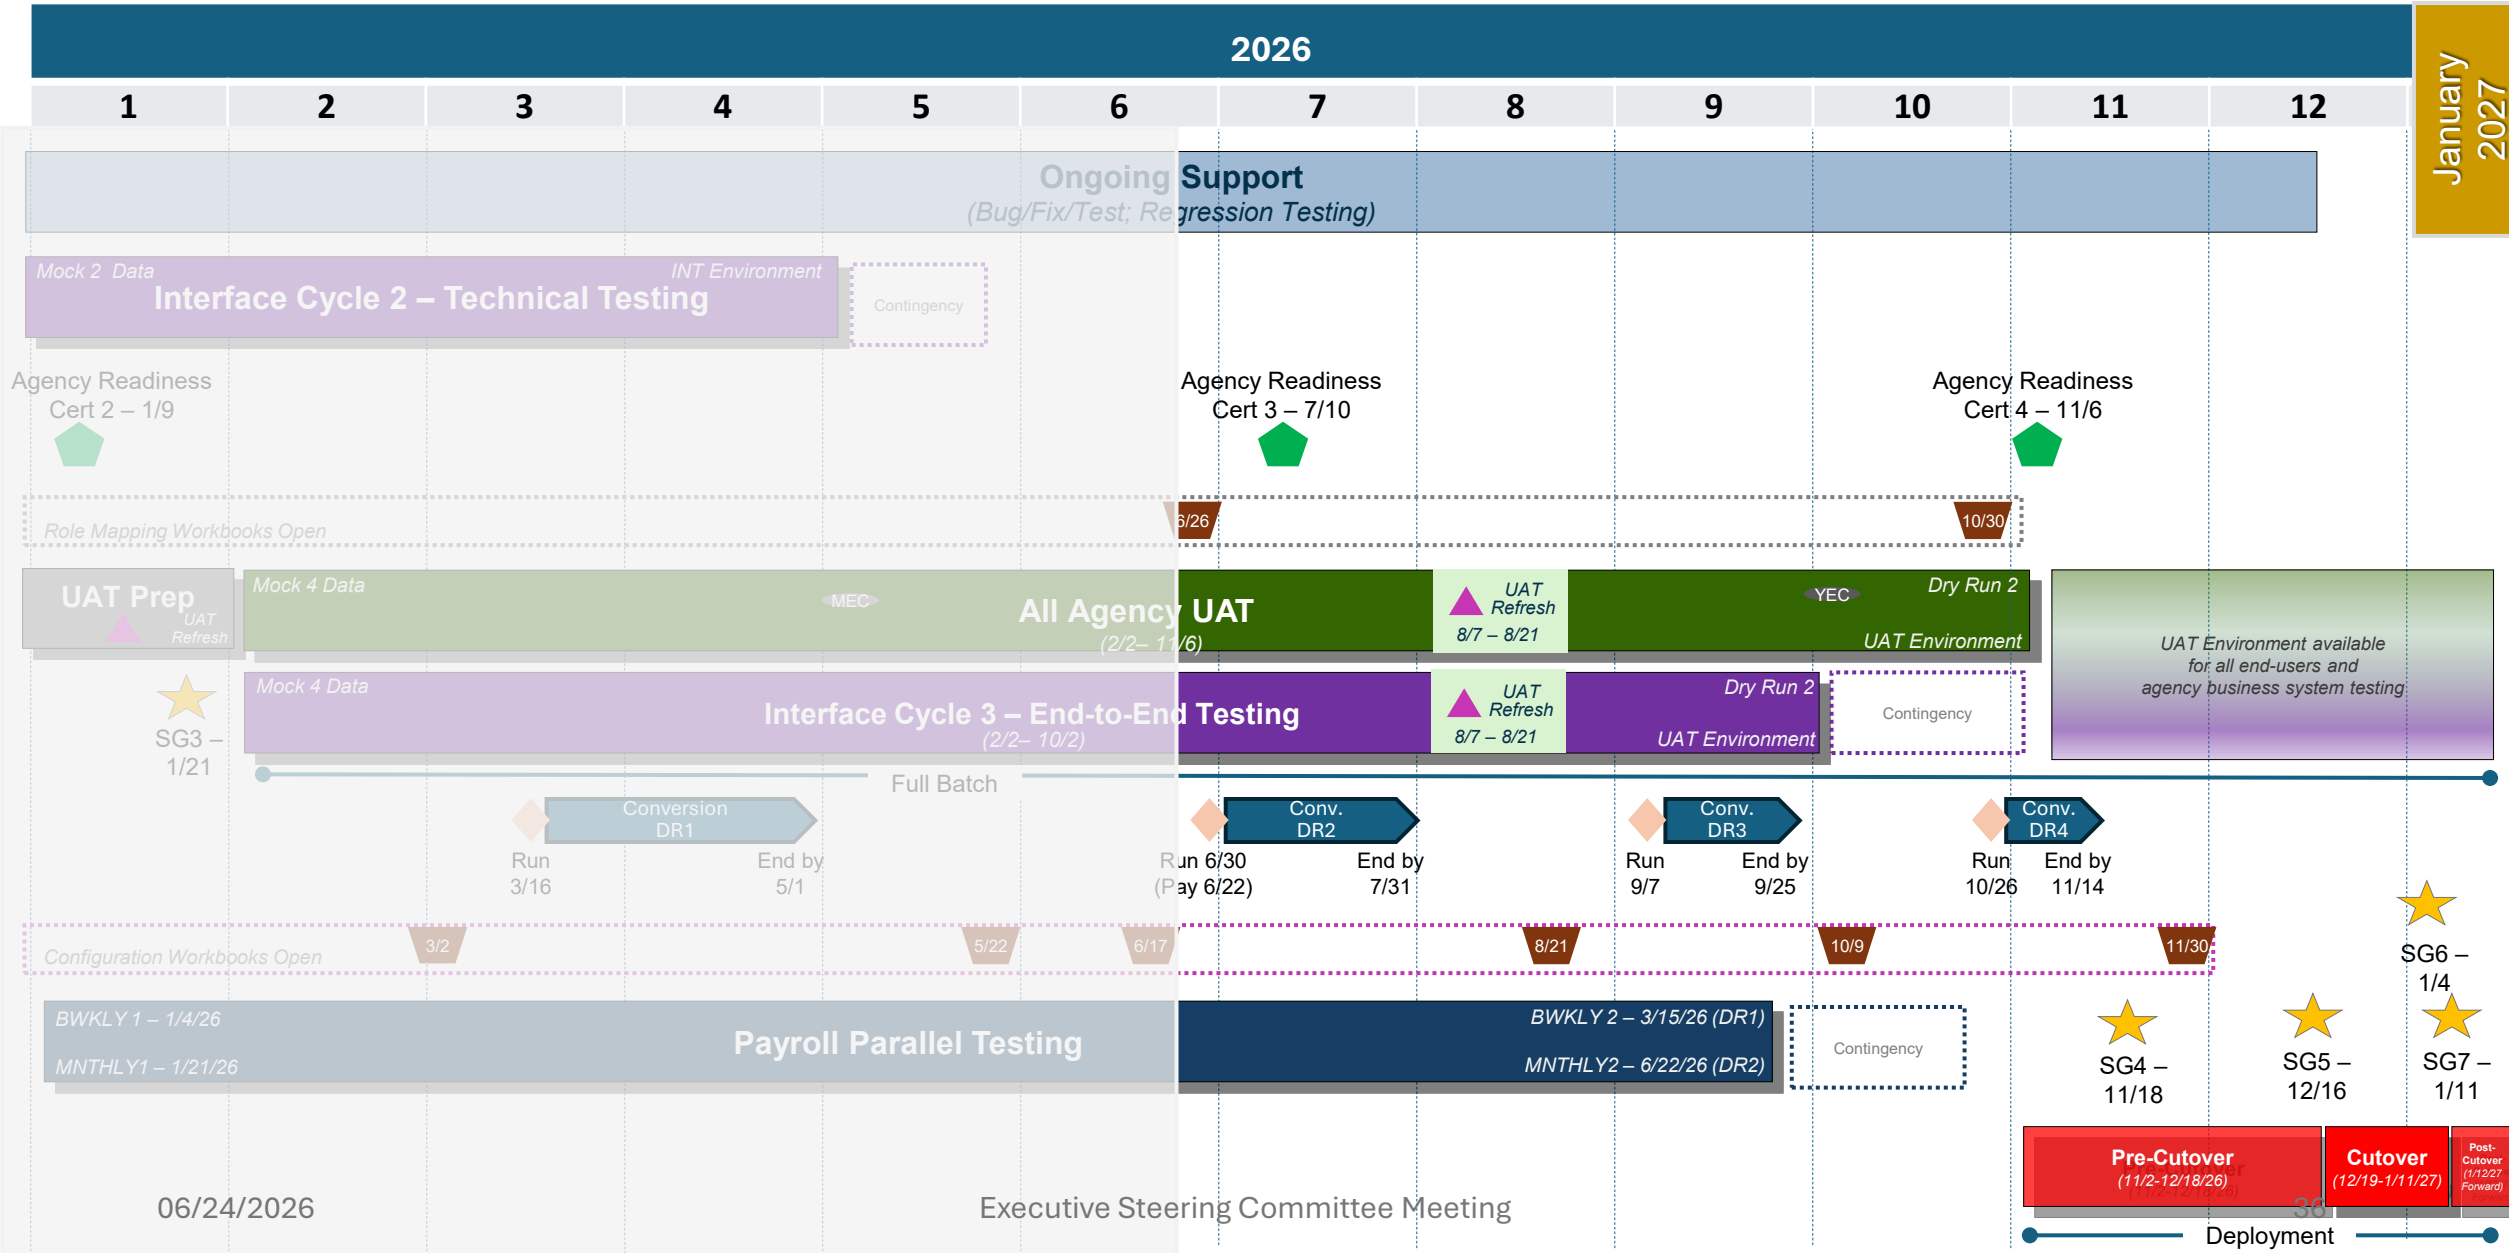 2026
January
2027
1
2
3
4
5
6
7
8
9
10
11
12
Ongoing Support
(Bug/Fix/Test; Regression Testing)
Mock 2 Data
INT Environment
Interface Cycle 2 – Technical Testing
Contingency
Agency Readiness
Cert 2 – 1/9
Agency Readiness
Cert 3 – 7/10
Agency Readiness
Cert 4 – 11/6
Role Mapping Workbooks Open
6/26
10/30
UAT Prep
UAT
Refresh
Mock 4 Data
MEC
All Agency UAT
(2/2– 11/6)
UAT
Refresh
8/7 – 8/21
YEC
Dry Run 2
UAT Environment
UAT Environment available
for all end-users and
agency business system testing
SG3 –
1/21
Mock 4 Data
Interface Cycle 3 – End-to-End Testing
(2/2– 10/2)
UAT
Refresh
8/7 – 8/21
Dry Run 2
UAT Environment
Contingency
Full Batch
Conversion
DR1
Run
3/16
End by
5/1
Conv.
DR2
Run 6/30
(Pay 6/22)
End by
7/31
Conv.
DR3
Run
9/7
End by
9/25
Conv.
DR4
Run
10/26
End by
11/14
Configuration Workbooks Open
3/2
5/22
6/17
8/21
10/9
11/30
SG6 –
1/4
BWKLY 1 – 1/4/26
MNTHLY1 – 1/21/26
Payroll Parallel Testing
BWKLY 2 – 3/15/26 (DR1)
MNTHLY2 – 6/22/26 (DR2)
Contingency
SG4 –
11/18
SG5 –
12/16
SG7 –
1/11
Pre-Cutover
(11/2-12/18/26)
Cutover
(12/19-1/11/27)
Post-
Cutover
(1/12/27
Forward)
06/24/2026
Executive Steering Committee Meeting
36
Deployment